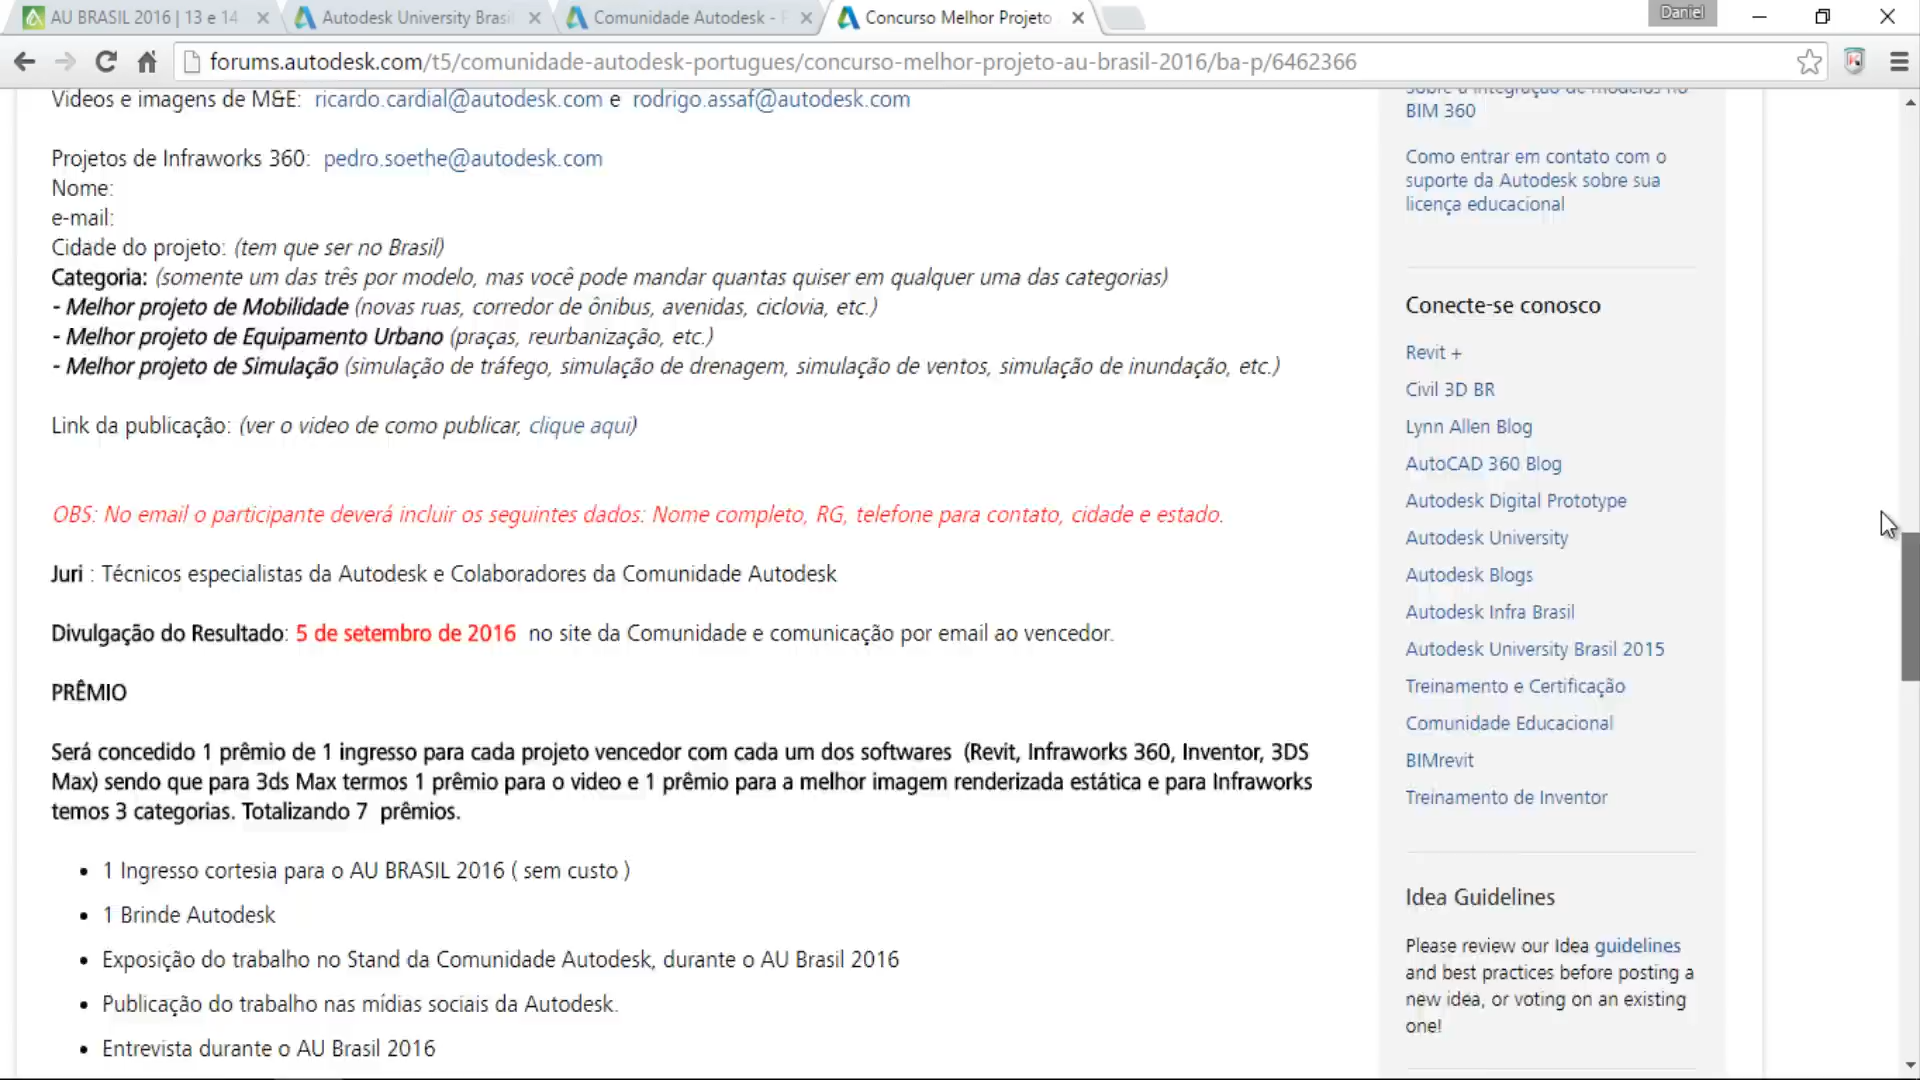 AU BRASIL 2016 | 13 e 14
Autodesk University Brasi
Comunidade Autodesk -
Concurso Melhor Projeto
Daniel
forums.autodesk.com/t5/comunidade-autodesk-portugues/concurso-melhor-projeto-au-brasil-2016/ba-p/6462366
Videos e imagens de M&E: ricardo.cardial@autodesk.com e rodrigo.assaf@autodesk.com
Projetos de Infraworks 360: pedro.soethe@autodesk.com
Nome:
e-mail:
Cidade do projeto: (tem que ser no Brasil)
Categoria: (somente um das três por modelo, mas você pode mandar quantas quiser em qualquer uma das categorias)
- Melhor projeto de Mobilidade (novas ruas, corredor de ônibus, avenidas, ciclovia, etc.)
- Melhor projeto de Equipamento Urbano (praças, reurbanização, etc.)
- Melhor projeto de Simulação (simulação de tráfego, simulação de drenagem, simulação de ventos, simulação de inundação, etc.)
Link da publicação: (ver o video de como publicar, clique aqui)
OBS: No email o participante deverá incluir os seguintes dados: Nome completo, RG, telefone para contato, cidade e estado.
Juri : Técnicos especialistas da Autodesk e Colaboradores da Comunidade Autodesk
Divulgação do Resultado: 5 de setembro de 2016 no site da Comunidade e comunicação por email ao vencedor.
PRÊMIO
Será concedido 1 prêmio de 1 ingresso para cada projeto vencedor com cada um dos softwares (Revit, Infraworks 360, Inventor, 3DS
Max) sendo que para 3ds Max termos 1 prêmio para o video e 1 prêmio para a melhor imagem renderizada estática e para Infraworks
temos 3 categorias. Totalizando 7 prêmios.
• 1 Ingresso cortesia para o AU BRASIL 2016 ( sem custo )
• 1 Brinde Autodesk
• Exposição do trabalho no Stand da Comunidade Autodesk, durante o AU Brasil 2016
• Publicação do trabalho nas mídias sociais da Autodesk.
• Entrevista durante o AU Brasil 2016
sobre a integração de modelos no
BIM 360
Como entrar em contato com o
suporte da Autodesk sobre sua
licença educacional
Conecte-se conosco
Revit +
Civil 3D BR
Lynn Allen Blog
AutoCAD 360 Blog
Autodesk Digital Prototype
Autodesk University
Autodesk Blogs
Autodesk Infra Brasil
Autodesk University Brasil 2015
Treinamento e Certificação
Comunidade Educacional
BIMrevit
Treinamento de Inventor
Idea Guidelines
Please review our Idea guidelines
and best practices before posting a
new idea, or voting on an existing
one!